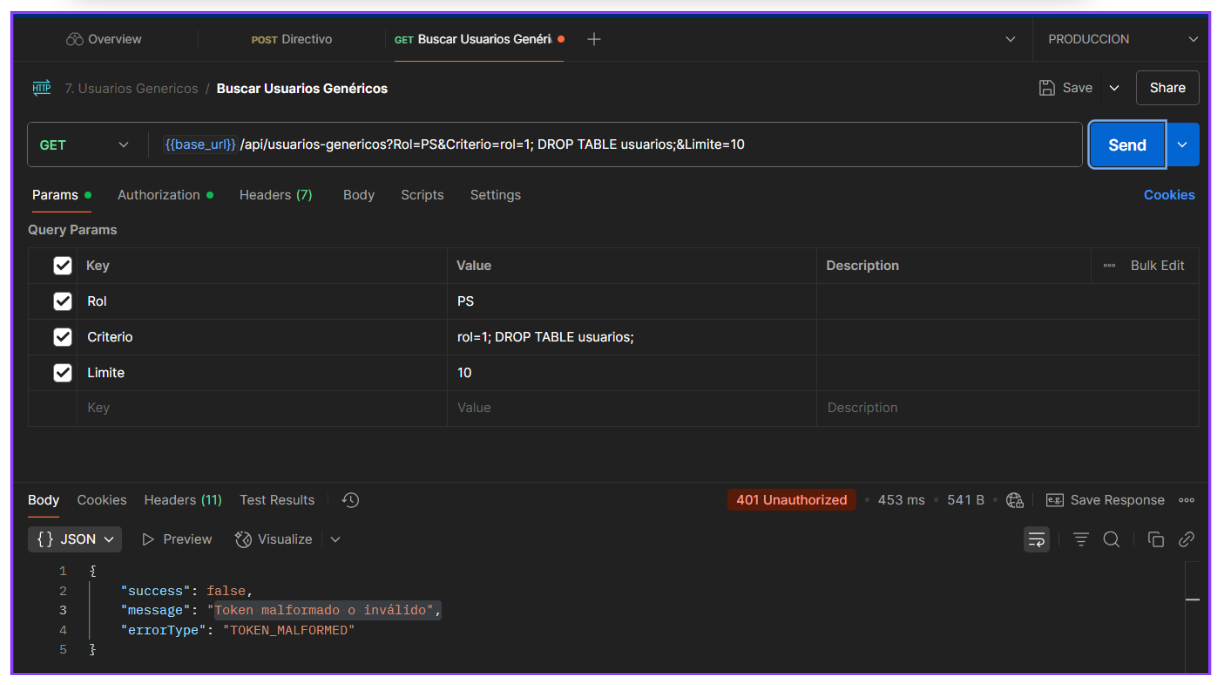 Overview POST Directivo GET Buscar Usuarios Genéri PRODUCCION
HTTP 7. Usuarios Genericos / Buscar Usuarios Genéricos Save Share
GET {{base_url}} /api/usuarios-genericos?Rol=PS&Criterio=rol=1; DROP TABLE usuarios;&Limite=10 Send
Params Authorization Headers (7) Body Scripts Settings Cookies
Query Params
Key Value Description Bulk Edit
Rol PS
Criterio rol=1; DROP TABLE usuarios;
Limite 10
Key Value Description
Body Cookies Headers (11) Test Results 401 Unauthorized 453 ms 541 B e.g. Save Response
{ } JSON Preview Visualize
1 {
2 "success": false,
3 "message": "Token malformado o inválido",
4 "errorType": "TOKEN_MALFORMED"
5 }